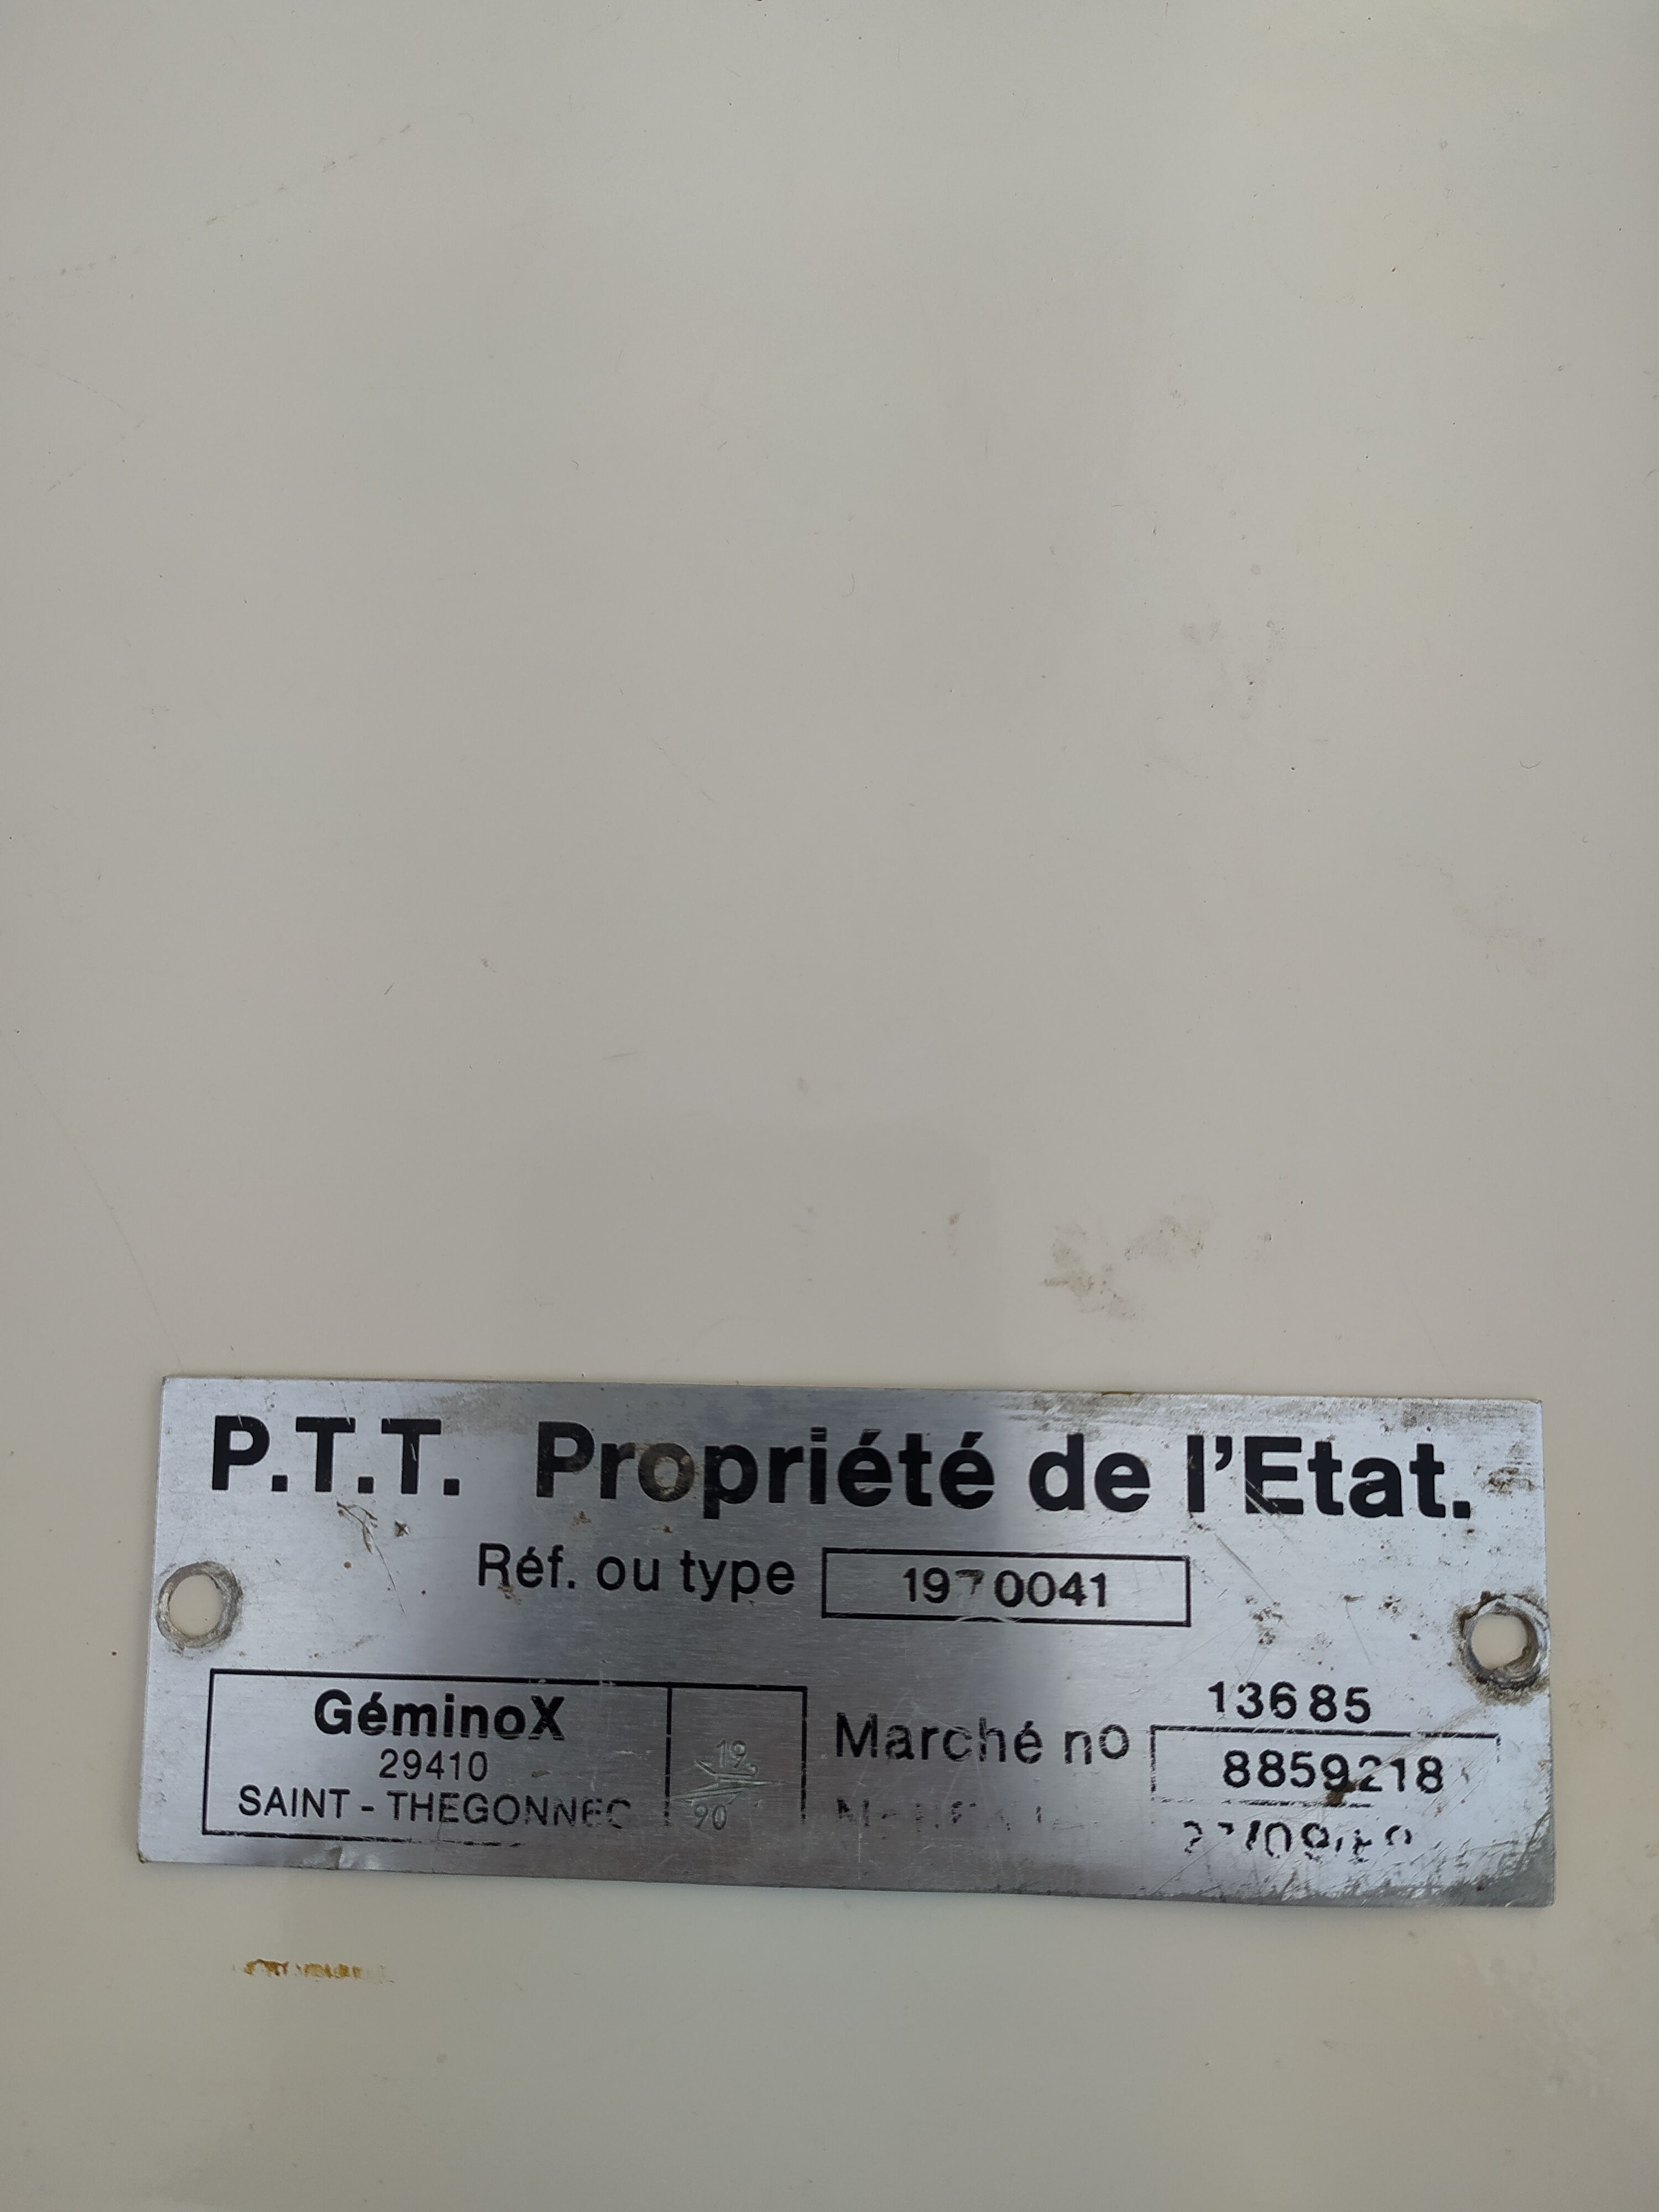 P.T.T. Propriété de l'Etat.
Réf. ou type 1970041
GéminoX
29410
SAINT - THEGONNEC
19
90
13685
Marché no 8859218